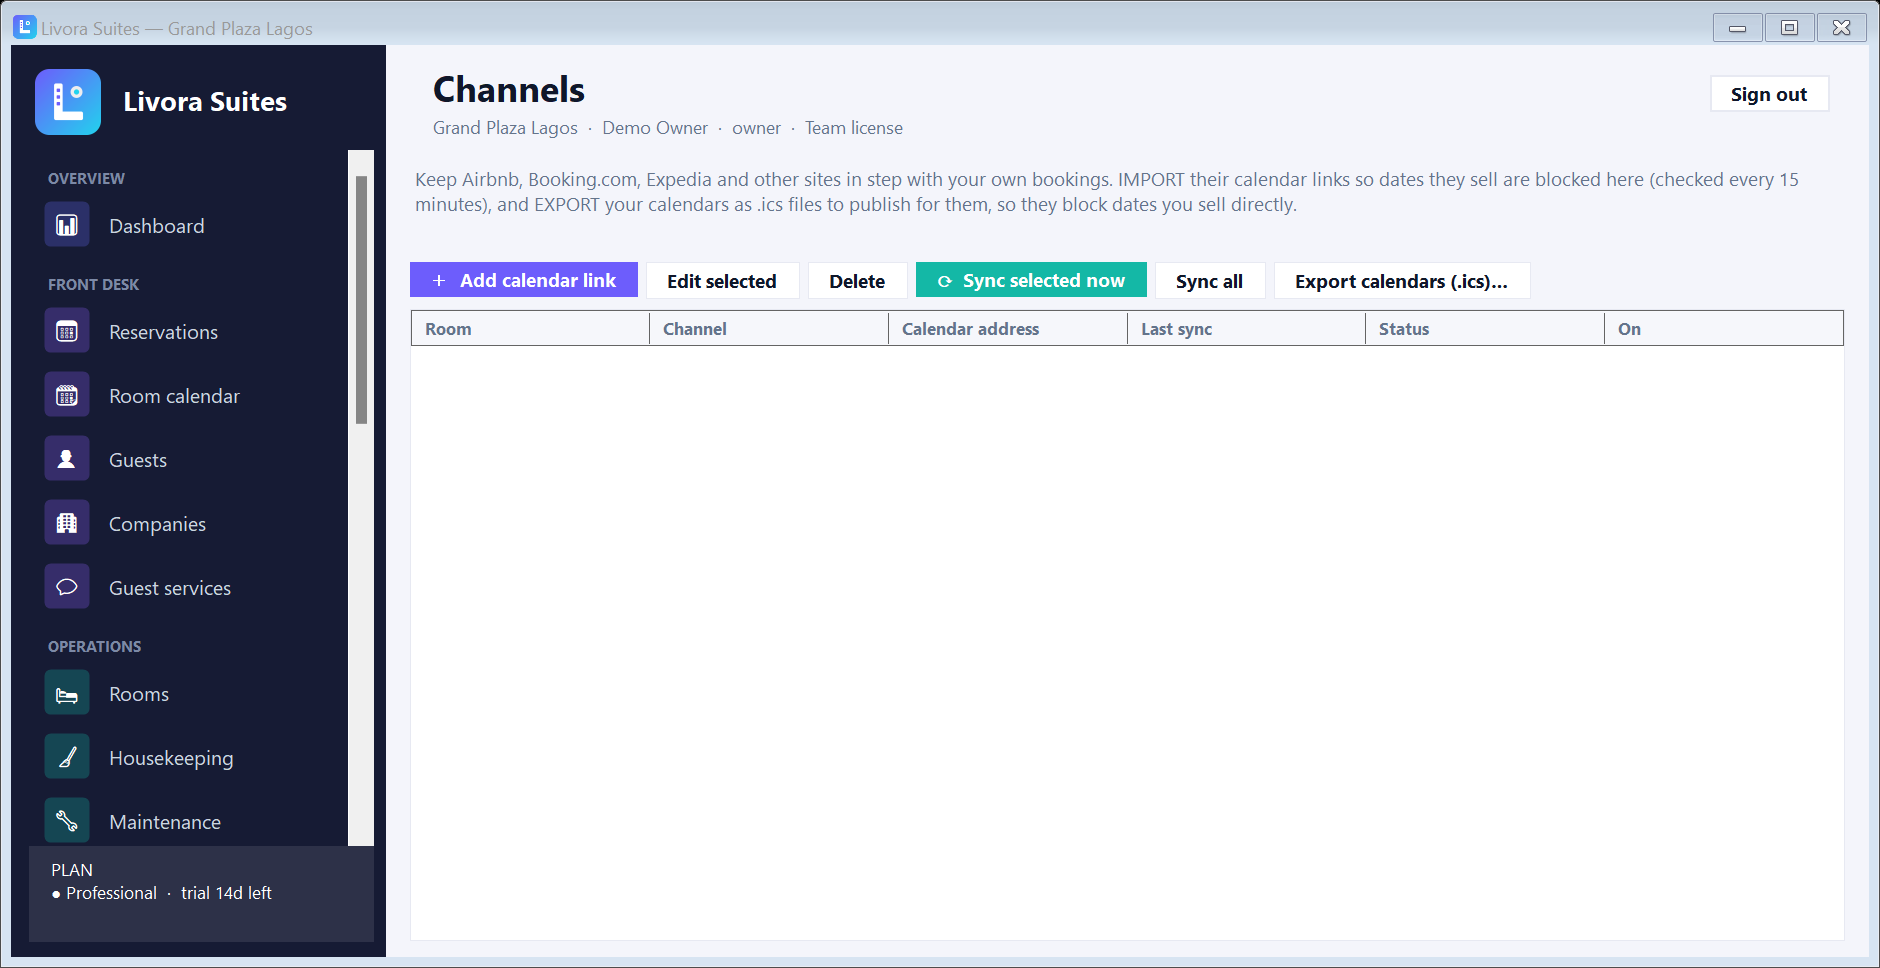 Livora Suites — Grand Plaza Lagos
Livora Suites
OVERVIEW
Dashboard
FRONT DESK
Reservations
Room calendar
Guests
Companies
Guest services
OPERATIONS
Rooms
Housekeeping
Maintenance
PLAN
● Professional · trial 14d left
Channels
Grand Plaza Lagos · Demo Owner · owner · Team license
Sign out
Keep Airbnb, Booking.com, Expedia and other sites in step with your own bookings. IMPORT their calendar links so dates they sell are blocked here (checked every 15
minutes), and EXPORT your calendars as .ics files to publish for them, so they block dates you sell directly.
+ Add calendar link
Edit selected
Delete
⟳ Sync selected now
Sync all
Export calendars (.ics)...
Room
Channel
Calendar address
Last sync
Status
On